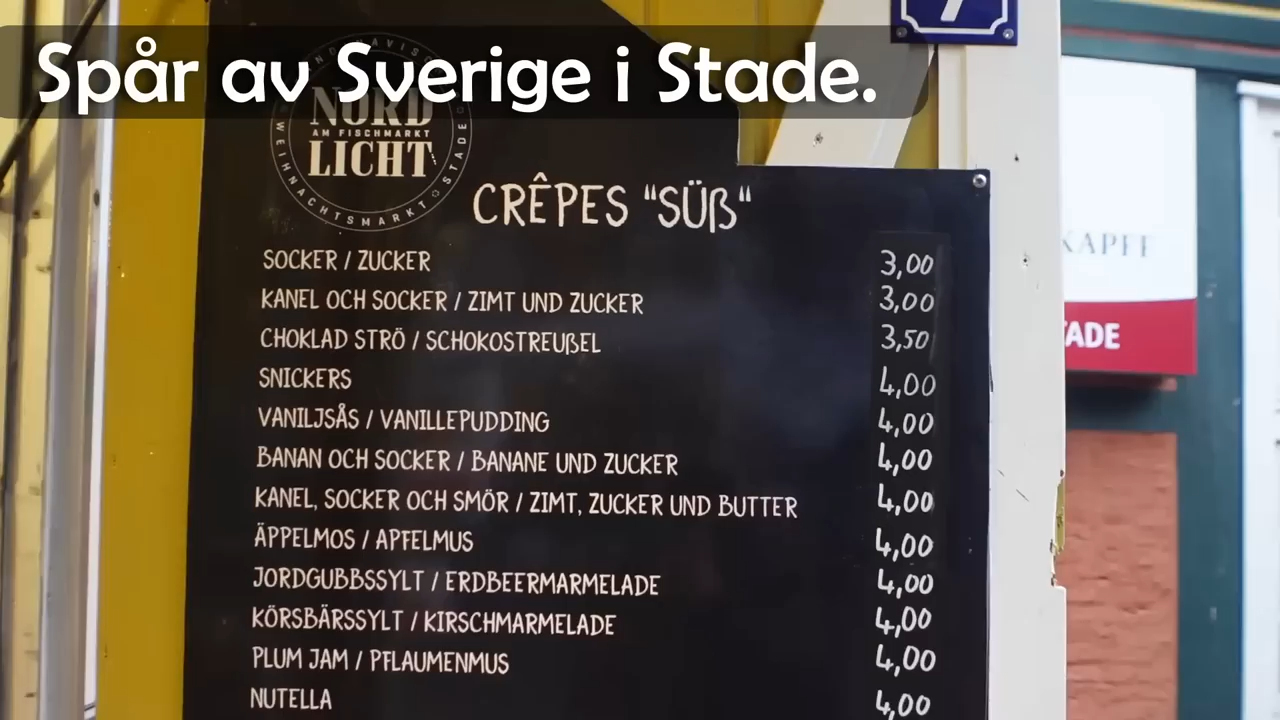 Spår av Sverige i Stade.
7
NORD
AM FISCHMARKT
LICHT
WEIHNACHTSMARKT STADE
CRÊPES "SÜß"
SOCKER / ZUCKER 3,00
KANEL OCH SOCKER / ZIMT UND ZUCKER 3,00
CHOKLAD STRÖ / SCHOKOSTREUßEL 3,50
SNICKERS 4,00
VANILJSÅS / VANILLEPUDDING 4,00
BANAN OCH SOCKER / BANANE UND ZUCKER 4,00
KANEL, SOCKER OCH SMÖR / ZIMT, ZUCKER UND BUTTER 4,00
ÄPPELMOS / APFELMUS 4,00
JORDGUBBSSYLT / ERDBEERMARMELADE 4,00
KÖRSBÄRSSYLT / KIRSCHMARMELADE 4,00
PLUM JAM / PFLAUMENMUS 4,00
NUTELLA 4,00
KAPFF
TADE